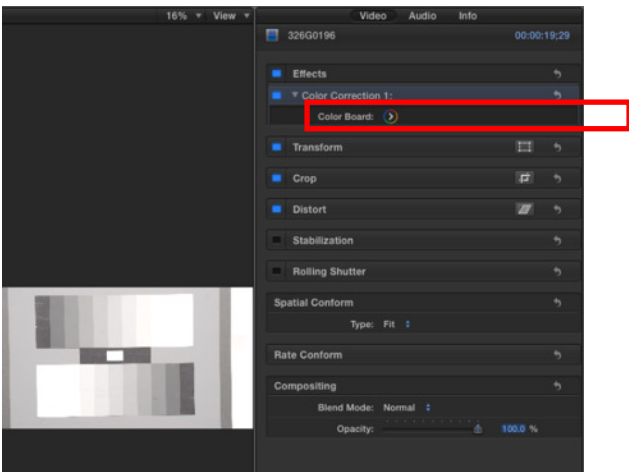 16% View
Video Audio Info
326G0196 00:00:19;29
Effects
Color Correction 1:
Color Board:
Transform
Crop
Distort
Stabilization
Rolling Shutter
Spatial Conform
Type: Fit
Rate Conform
Compositing
Blend Mode: Normal
Opacity: 100.0 %